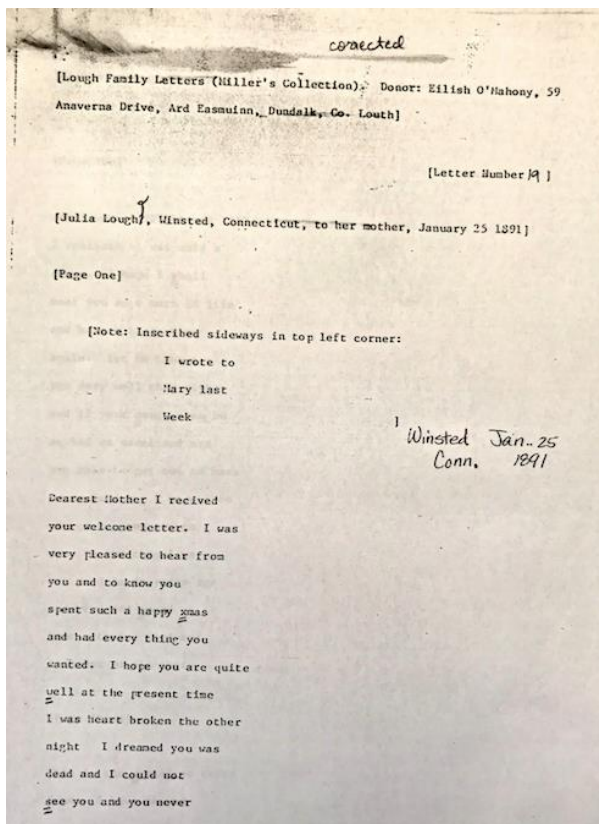 corrected
[Lough Family Letters (Miller's Collection). Donor: Eilish O'Mahony, 59
Anaverna Drive, Ard Easmuinn, Dundalk, Co. Louth]
[Letter Number 19 ]
[Julia Lough, Winsted, Connecticut, to her mother, January 25 1891]
[Page One]
[Note: Inscribed sideways in top left corner:
I wrote to
Mary last
Week
]
Winsted Jan.. 25
Conn. 1891
Dearest Mother I recived
your welcome letter. I was
very pleased to hear from
you and to know you
spent such a happy xmas
and had every thing you
wanted. I hope you are quite
well at the present time
I was heart broken the other
night I dreamed you was
dead and I could not
see you and you never